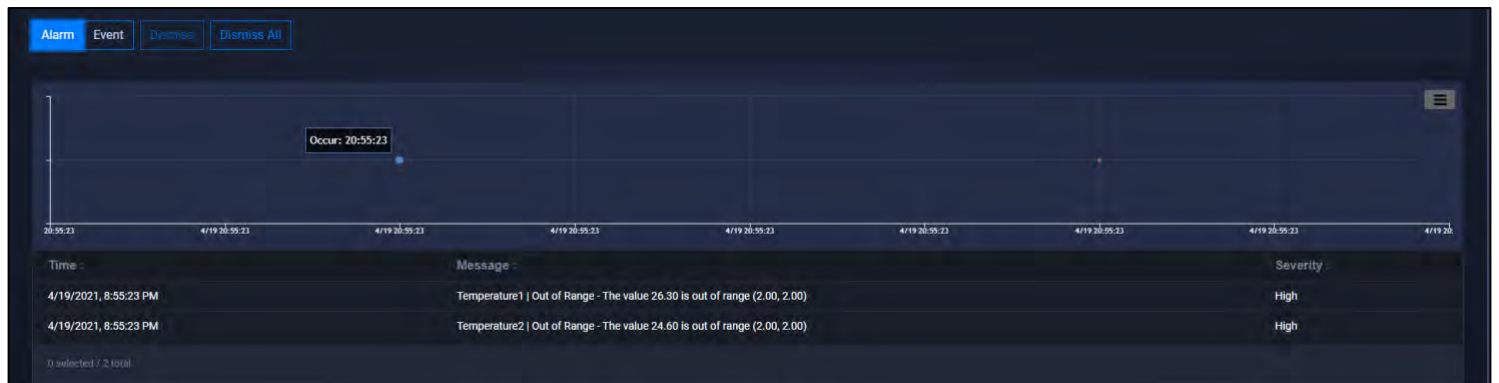 Alarm Event Dismiss Dismiss All
Occur: 20:55:23
20:55:23 4/19 20:55:23 4/19 20:55:23 4/19 20:55:23 4/19 20:55:23 4/19 20:55:23 4/19 20:55:23 4/19 20:55:23 4/19 20:
Time Message Severity
4/19/2021, 8:55:23 PM Temperature1 | Out of Range - The value 26.30 is out of range (2.00, 2.00) High
4/19/2021, 8:55:23 PM Temperature2 | Out of Range - The value 24.60 is out of range (2.00, 2.00) High
0 selected / 2 total